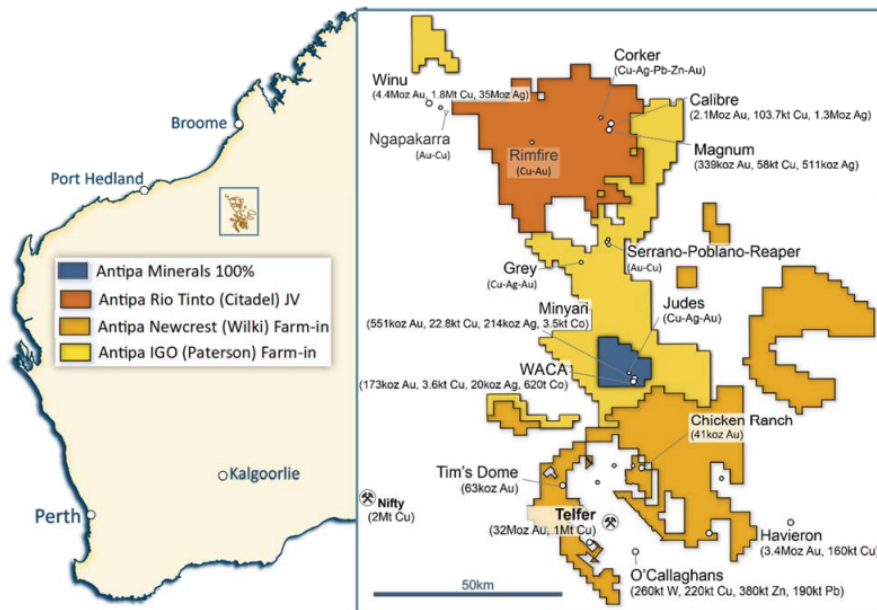 Broome
Port Hedland
Antipa Minerals 100%
Antipa Rio Tinto (Citadel) JV
Antipa Newcrest (Wilki) Farm-in
Antipa IGO (Paterson) Farm-in
Kalgoorlie
Perth
Winu
(4.4Moz Au, 1.8Mt Cu, 35Moz Ag)
Ngapakarra
(Au-Cu)
Corker
(Cu-Ag-Pb-Zn-Au)
Calibre
(2.1Moz Au, 103.7kt Cu, 1.3Moz Ag)
Magnum
(339koz Au, 58kt Cu, 511koz Ag)
Rimfire
(Cu-Au)
Serrano-Poblano-Reaper
(Au-Cu)
Grey
(Cu-Ag-Au)
Judes
(Cu-Ag-Au)
Minyari
(551koz Au, 22.8kt Cu, 214koz Ag, 3.5kt Co)
WACA
(173koz Au, 3.6kt Cu, 20koz Ag, 620t Co)
Chicken Ranch
(41koz Au)
Tim's Dome
(63koz Au)
Nifty
(2Mt Cu)
Telfer
(32Moz Au, 1Mt Cu)
Havieron
(3.4Moz Au, 160kt Cu)
O'Callaghans
(260kt W, 220kt Cu, 380kt Zn, 190kt Pb)
50km